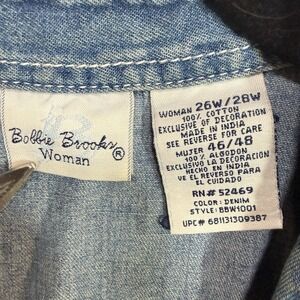 Bobbie Brooks®
Woman
WOMAN 26W/28W
100% COTTON
EXCLUSIVE OF DECORATION
MADE IN INDIA
SEE REVERSE FOR CARE
MUJER 46/48
100% ALGODON
EXCLUSIVO LA DECORACION
HECHO EN INDIA
VE EL REVERSO PARA
EL CUIDADO
RN# 52469
COLOR: DENIM
STYLE: BBW1001
UPC# 681131309387